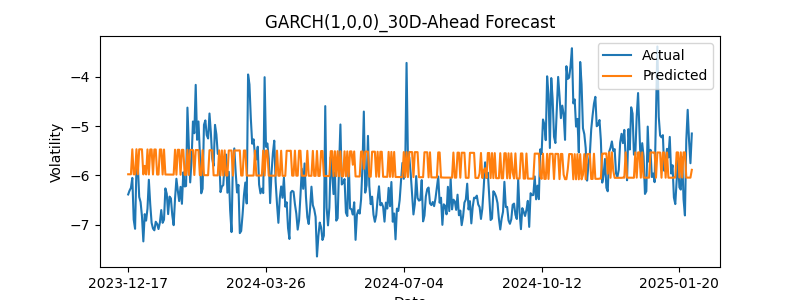 GARCH(1,0,0)_30D-Ahead Forecast
Actual
Predicted
Volatility
−4
−5
−6
−7
2023-12-17 2024-03-26 2024-07-04 2024-10-12 2025-01-20